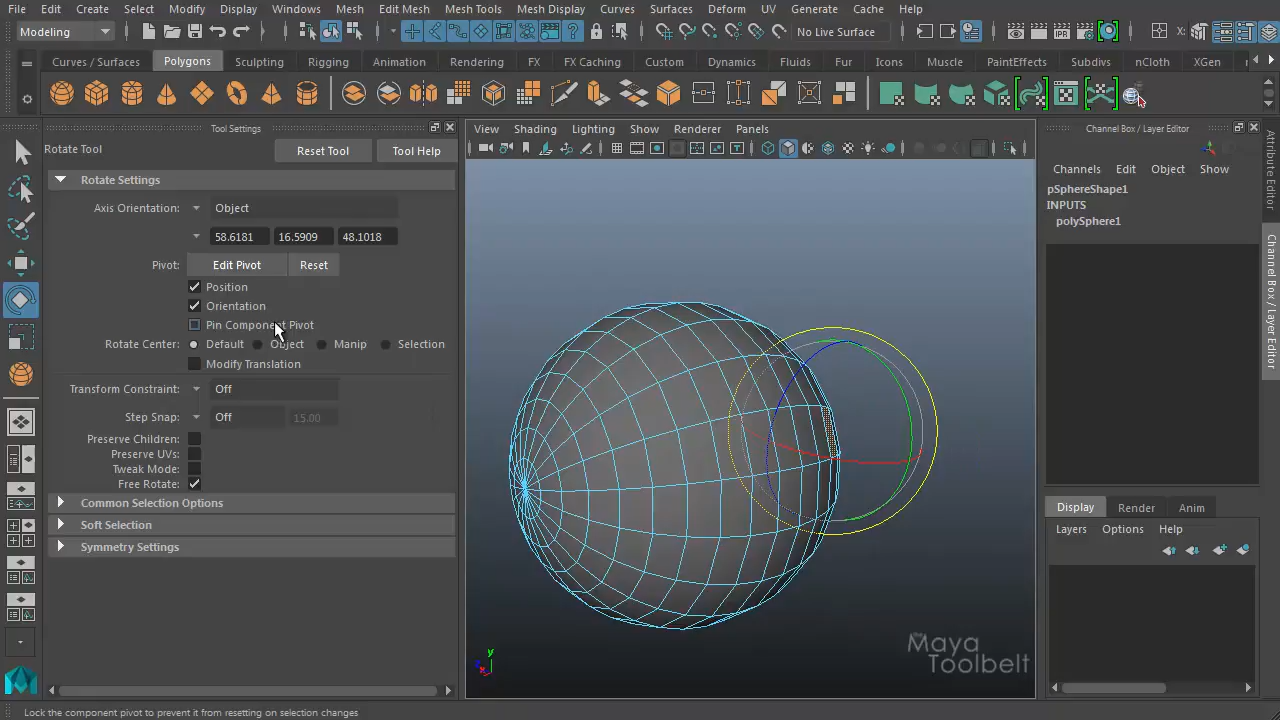 File Edit Create Select Modify Display Windows Mesh Edit Mesh Mesh Tools Mesh Display Curves Surfaces Deform UV Generate Cache Help
Modeling No Live Surface X:
Curves / Surfaces Polygons Sculpting Rigging Animation Rendering FX FX Caching Custom Dynamics Fluids Fur Icons Muscle PaintEffects Subdivs nCloth XGen
Tool Settings
Rotate Tool Reset Tool Tool Help
Rotate Settings
Axis Orientation: Object
58.6181 16.5909 48.1018
Pivot: Edit Pivot Reset
Position
Orientation
Pin Component Pivot
Rotate Center: Default Object Manip Selection
Modify Translation
Transform Constraint: Off
Step Snap: Off 15.00
Preserve Children:
Preserve UVs:
Tweak Mode:
Free Rotate:
Common Selection Options
Soft Selection
Symmetry Settings
View Shading Lighting Show Renderer Panels
IPR
y
z
x
the
Maya
Toolbelt
Channel Box / Layer Editor
Channels Edit Object Show
pSphereShape1
INPUTS
polySphere1
Display Render Anim
Layers Options Help
Attribute Editor
Channel Box / Layer Editor
Lock the component pivot to prevent it from resetting on selection changes